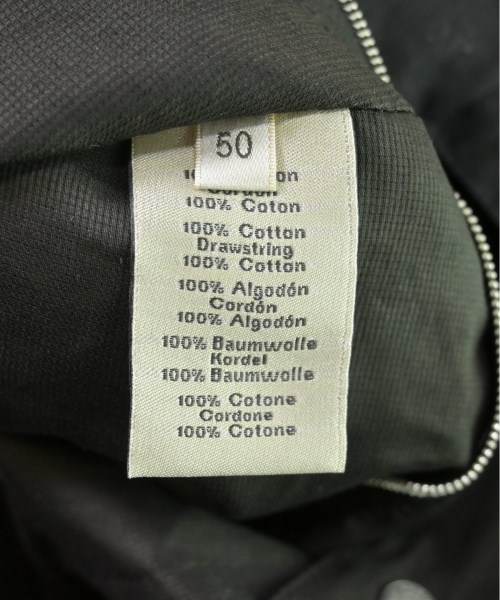 50
Cordon
100% Coton
100% Cotton
Drawstring
100% Cotton
100% Algodón
Cordón
100% Algodón
100% Baumwolle
Kordel
100% Baumwolle
100% Cotone
Cordone
100% Cotone